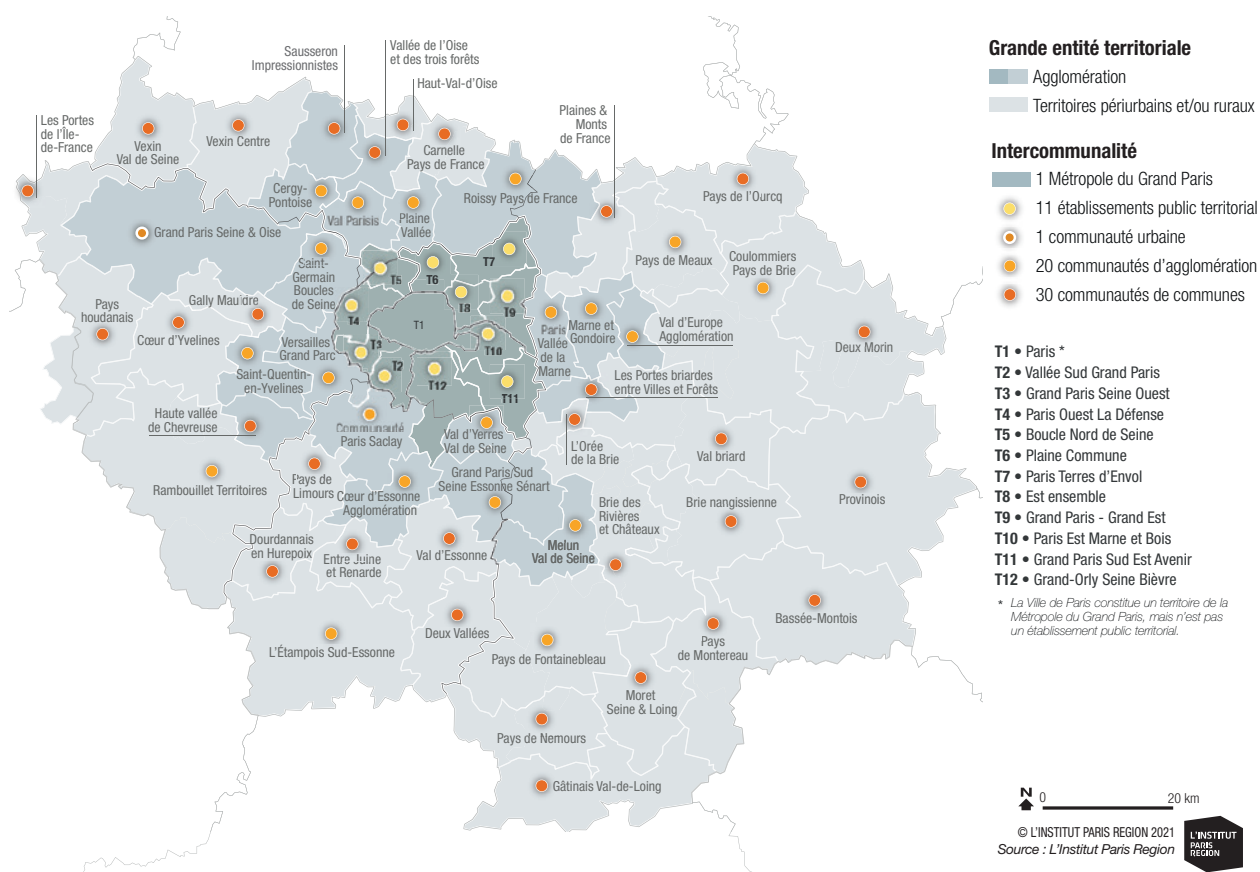 Sausseron
Impressionnistes
Vallée de l'Oise
et des trois forêts
Haut-Val-d'Oise
Plaines &
Monts
de France
Les Portes
de l'Île-
de-France
Vexin
Val de Seine
Vexin Centre
Carnelle
Pays de France
Cergy-
Pontoise
Val Parisis
Plaine
Vallée
Roissy Pays de France
Pays de l'Ourcq
Grand Paris Seine & Oise
Saint-
Germain
Boucles
de Seine
T5
T6
T7
Pays de Meaux
Coulommiers
Pays de Brie
Pays
houdanais
Gally Mauldre
Cœur d'Yvelines
T4
T1
T8
T9
Paris
Vallée
de la
Marne
Marne et
Gondoire
Val d'Europe
Agglomération
Deux Morin
Versailles
Grand Parc
T3
T2
T12
T10
T11
Saint-Quentin-
en-Yvelines
Les Portes briardes
entre Villes et Forêts
Haute vallée
de Chevreuse
Communauté
Paris Saclay
Val d'Yerres
Val de Seine
L'Orée
de la Brie
Val briard
Rambouillet Territoires
Pays de
Limours
Cœur d'Essonne
Agglomération
Grand Paris Sud
Seine Essonne Sénart
Brie des
Rivières
et Châteaux
Brie nangissienne
Provinois
Dourdannais
en Hurepoix
Entre Juine
et Renarde
Val d'Essonne
Melun
Val de Seine
Deux Vallées
L'Étampois Sud-Essonne
Pays de Fontainebleau
Pays
de Montereau
Bassée-Montois
Moret
Seine & Loing
Pays de Nemours
Gâtinais Val-de-Loing
Grande entité territoriale
Agglomération
Territoires périurbains et/ou ruraux
Intercommunalité
1 Métropole du Grand Paris
11 établissements public territorial
1 communauté urbaine
20 communautés d'agglomération
30 communautés de communes
T1 • Paris *
T2 • Vallée Sud Grand Paris
T3 • Grand Paris Seine Ouest
T4 • Paris Ouest La Défense
T5 • Boucle Nord de Seine
T6 • Plaine Commune
T7 • Paris Terres d'Envol
T8 • Est ensemble
T9 • Grand Paris - Grand Est
T10 • Paris Est Marne et Bois
T11 • Grand Paris Sud Est Avenir
T12 • Grand-Orly Seine Bièvre
* La Ville de Paris constitue un territoire de la
Métropole du Grand Paris, mais n'est pas
un établissement public territorial.
N 0 20 km
© L'INSTITUT PARIS REGION 2021
Source : L'Institut Paris Region
L'INSTITUT
PARIS
REGION